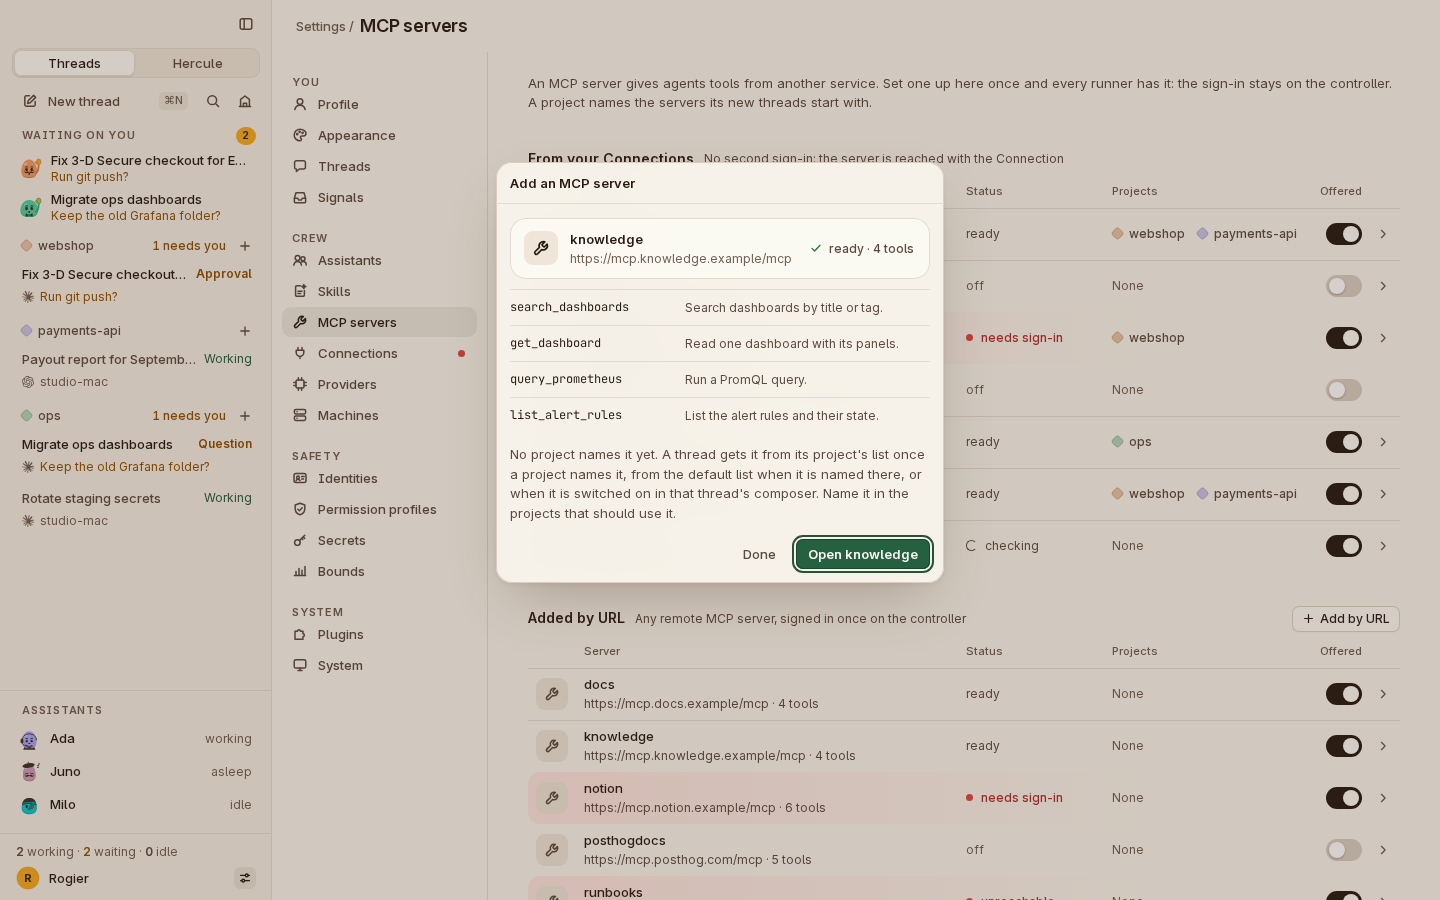 Threads
Hercule
New thread
⌘N
WAITING ON YOU
2
Fix 3-D Secure checkout for E…
Run git push?
Migrate ops dashboards
Keep the old Grafana folder?
webshop
1 needs you
Fix 3-D Secure checkout…
Approval
Run git push?
payments-api
Payout report for Septemb…
Working
studio-mac
ops
1 needs you
Migrate ops dashboards
Question
Keep the old Grafana folder?
Rotate staging secrets
Working
studio-mac
ASSISTANTS
Ada
working
Juno
asleep
Milo
idle
2 working · 2 waiting · 0 idle
R
Rogier
Settings / MCP servers
YOU
Profile
Appearance
Threads
Signals
CREW
Assistants
Skills
MCP servers
Connections
Providers
Machines
SAFETY
Identities
Permission profiles
Secrets
Bounds
SYSTEM
Plugins
System
An MCP server gives agents tools from another service. Set one up here once and every runner has it: the sign-in stays on the controller.
A project names the servers its new threads start with.
From your Connections
No second sign-in: the server is reached with the Connection
Status
Projects
Offered
ready
webshop
payments-api
off
None
needs sign-in
webshop
off
None
ready
ops
ready
webshop
payments-api
checking
None
Add an MCP server
knowledge
https://mcp.knowledge.example/mcp
ready · 4 tools
search_dashboards
Search dashboards by title or tag.
get_dashboard
Read one dashboard with its panels.
query_prometheus
Run a PromQL query.
list_alert_rules
List the alert rules and their state.
No project names it yet. A thread gets it from its project's list once
a project names it, from the default list when it is named there, or
when it is switched on in that thread's composer. Name it in the
projects that should use it.
Done
Open knowledge
Added by URL
Any remote MCP server, signed in once on the controller
Add by URL
Server
Status
Projects
Offered
docs
https://mcp.docs.example/mcp · 4 tools
ready
None
knowledge
https://mcp.knowledge.example/mcp · 4 tools
ready
None
notion
https://mcp.notion.example/mcp · 6 tools
needs sign-in
None
posthogdocs
https://mcp.posthog.com/mcp · 5 tools
off
None
runbooks